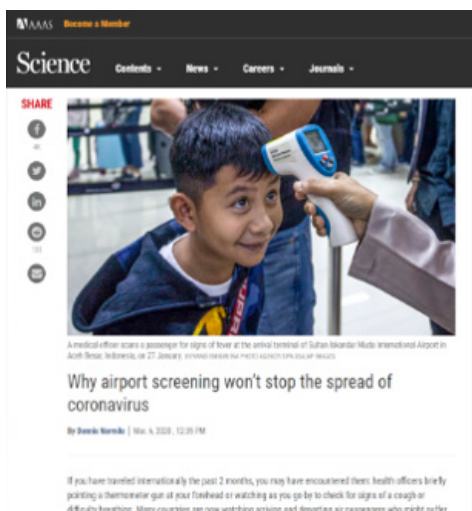 AAAS Become a Member
Science Contents News Careers Journals
SHARE
A medical officer scans a passenger for signs of fever at the arrival terminal of Sultan Iskandar Muda International Airport in
Aceh Besar, Indonesia, on 27 January.
Why airport screening won't stop the spread of
coronavirus
By Dennis Normile | Mar. 6, 2020, 12:35 PM
If you have traveled internationally the past 2 months, you may have encountered them: health officers briefly
pointing a thermometer gun at your forehead or watching as you go by to check for signs of a cough or
difficulty breathing. Many countries are now watching arriving and departing air passengers who might suffer